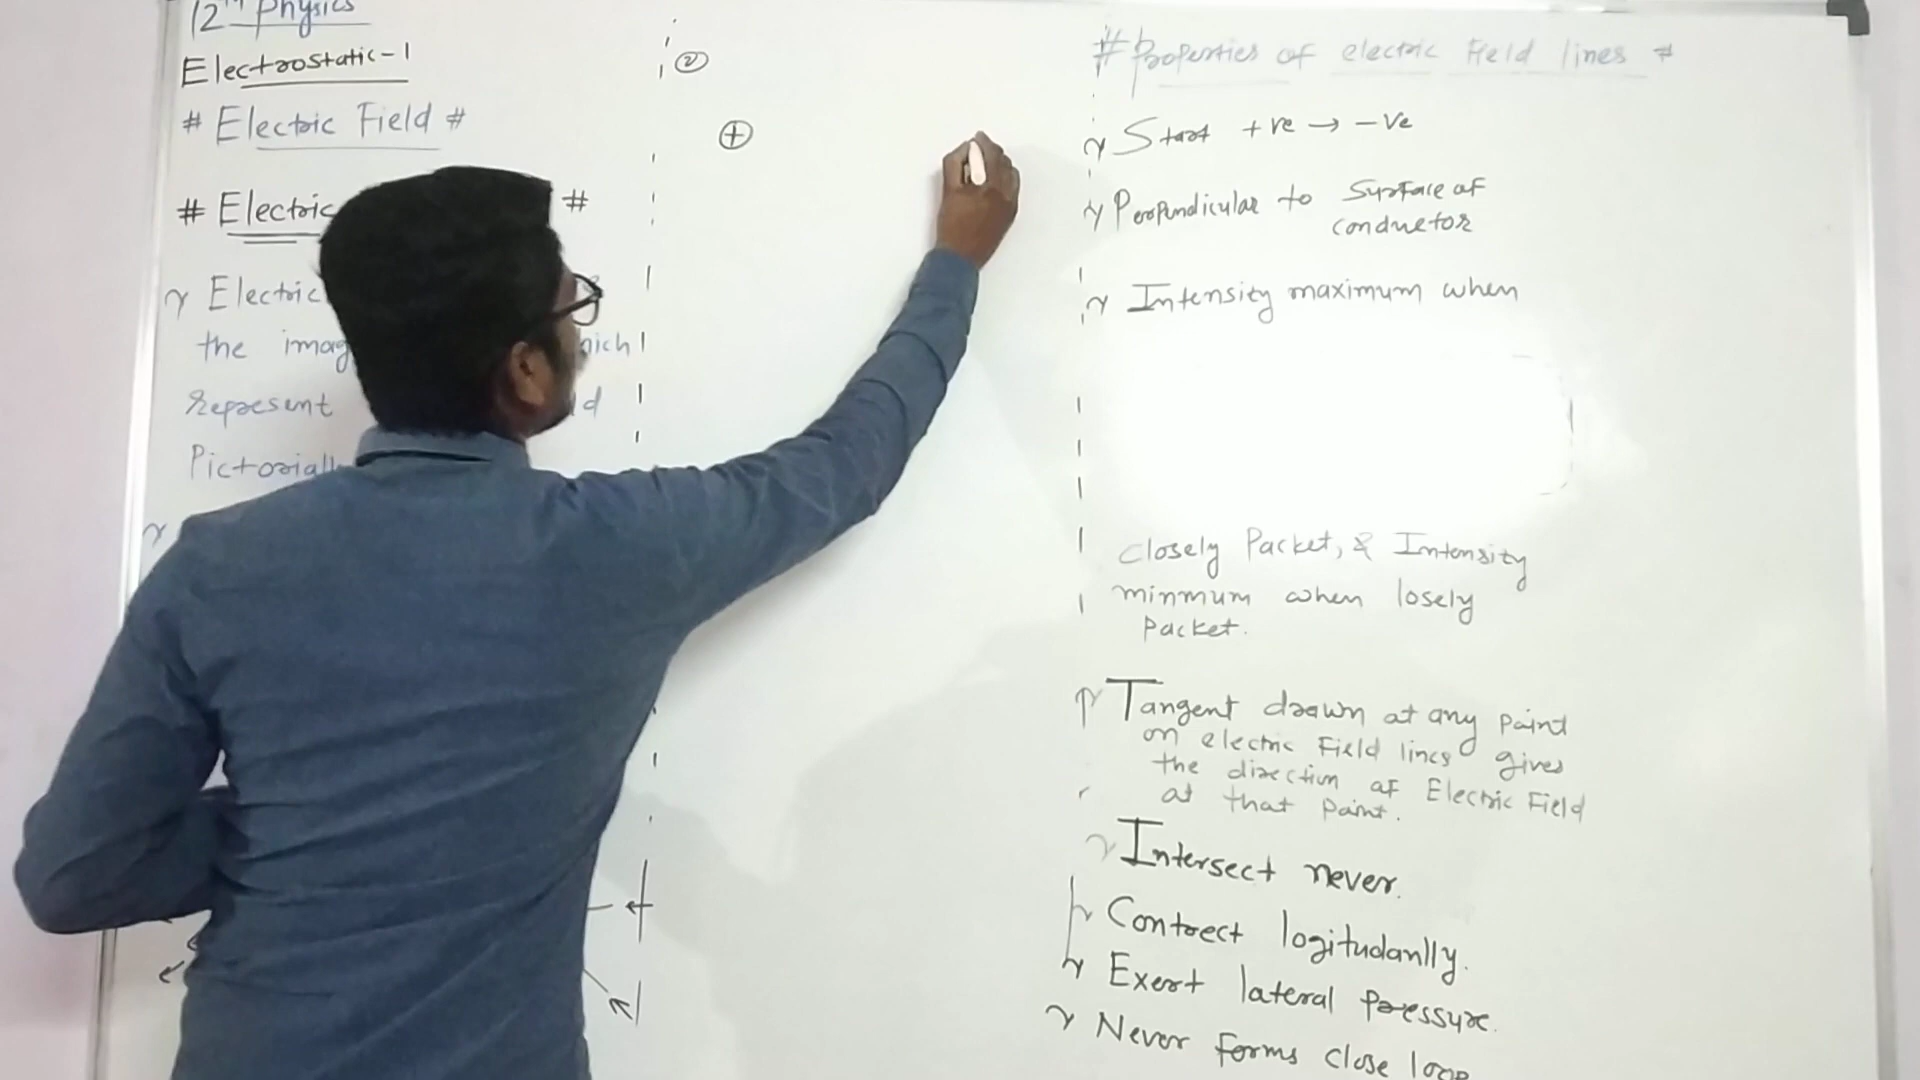 12th Physics
Electrostatic-1
# Electric Field #
# Electric #
Electric
the imag
represent
Pictorially
②
+
# Properties of electric field lines #
Start +ve → -ve
Perpendicular to Surface of
conductor
Intensity maximum when
Closely Packet, & Intensity
minmum when losely
Packet.
Tangent drawn at any Point
on electric Field lines gives
the direction of Electric Field
at that Point.
Intersect never.
Contrect logitudanlly.
Exert lateral pressure.
Never forms close loop